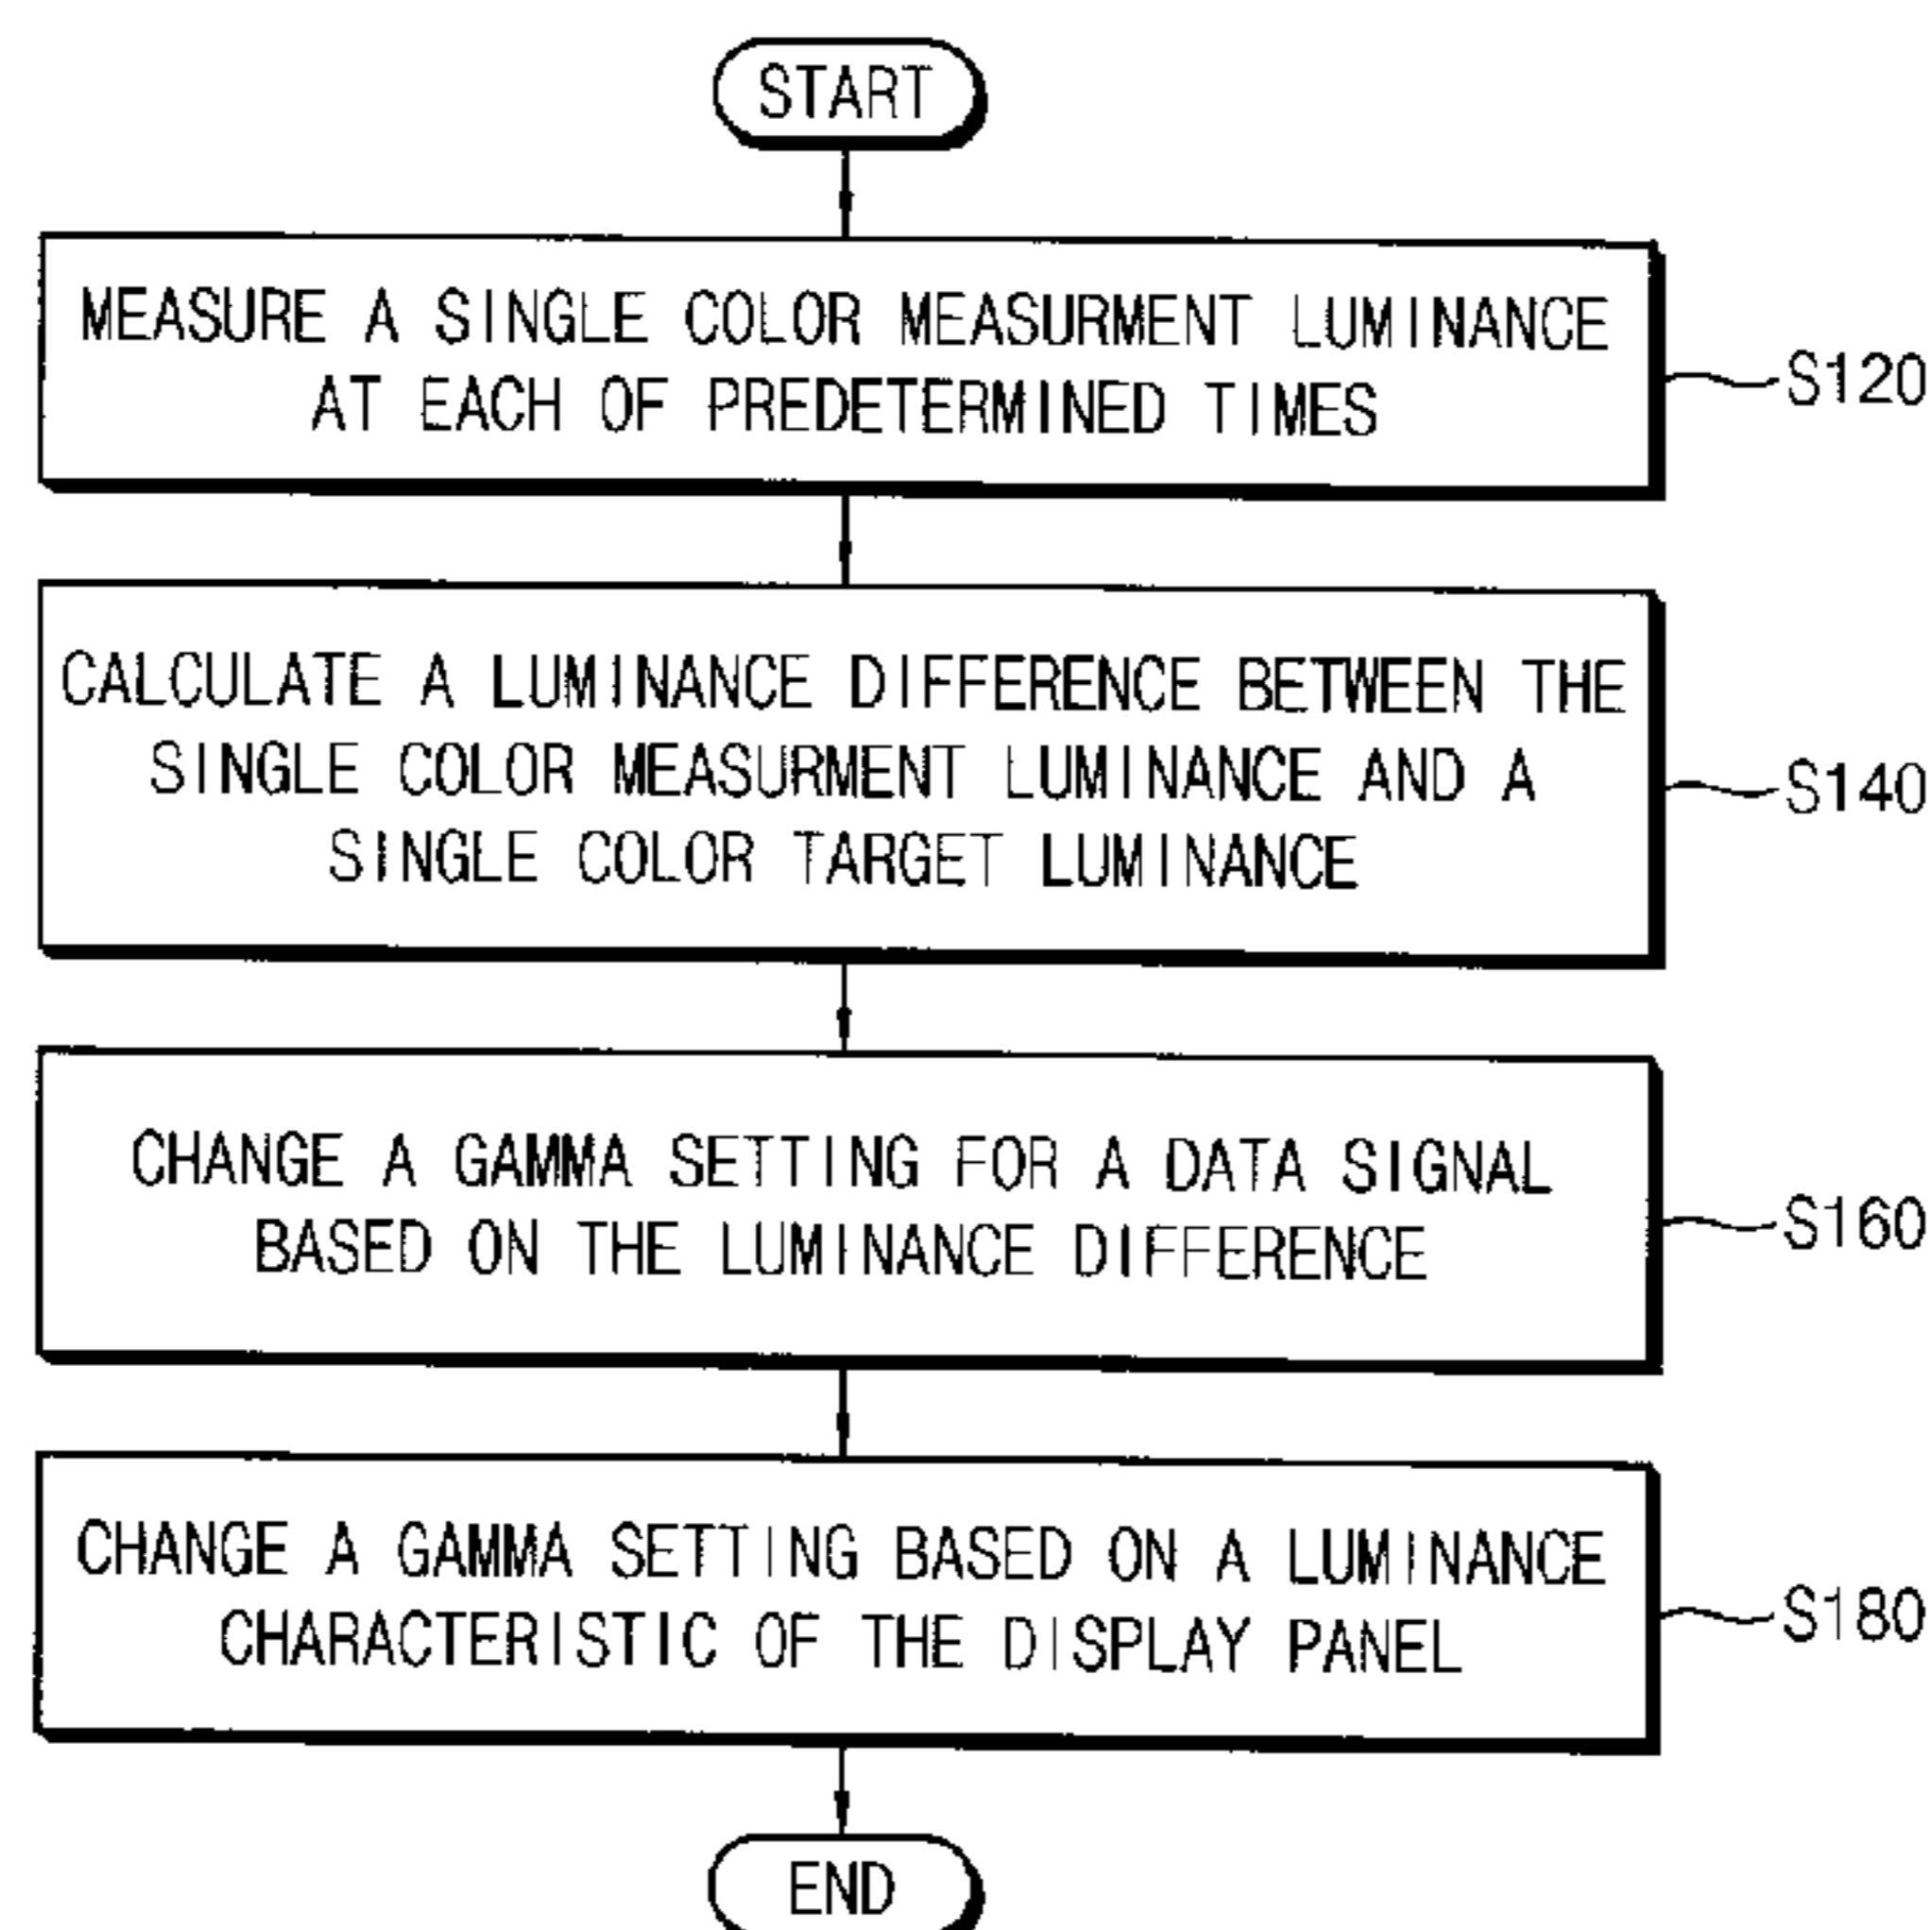 START
MEASURE A SINGLE COLOR MEASURMENT LUMINANCE
AT EACH OF PREDETERMINED TIMES
S120
CALCULATE A LUMINANCE DIFFERENCE BETWEEN THE
SINGLE COLOR MEASURMENT LUMINANCE AND A
SINGLE COLOR TARGET LUMINANCE
S140
CHANGE A GAMMA SETTING FOR A DATA SIGNAL
BASED ON THE LUMINANCE DIFFERENCE
S160
CHANGE A GAMMA SETTING BASED ON A LUMINANCE
CHARACTERISTIC OF THE DISPLAY PANEL
S180
END